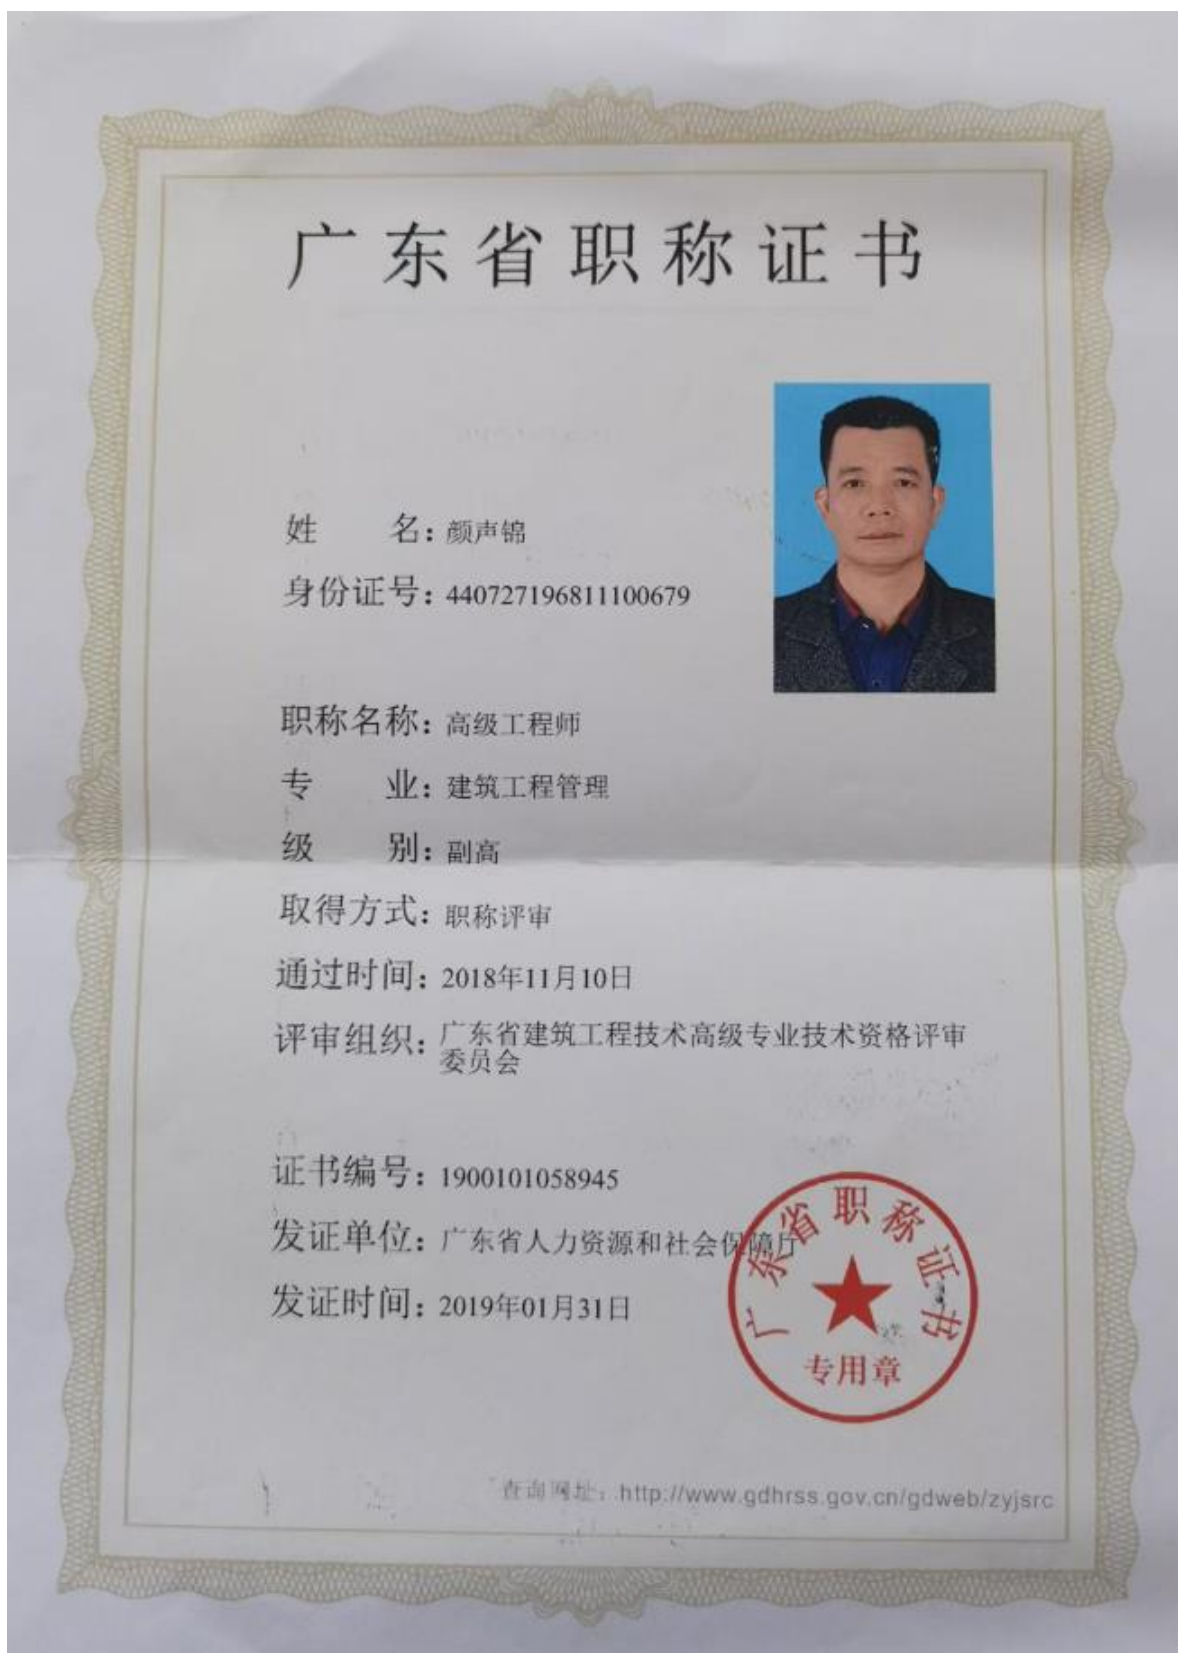 广东省职称证书
姓 名：颜声锦
身份证号：440727196811100679
职称名称：高级工程师
专 业：建筑工程管理
级 别：副高
取得方式：职称评审
通过时间：2018年11月10日
评审组织：广东省建筑工程技术高级专业技术资格评审
委员会
证书编号：1900101058945
发证单位：广东省人力资源和社会保障厅
发证时间：2019年01月31日
广东省职称证书
专用章
查询网址：http://www.gdhrss.gov.cn/gdweb/zyjsrc